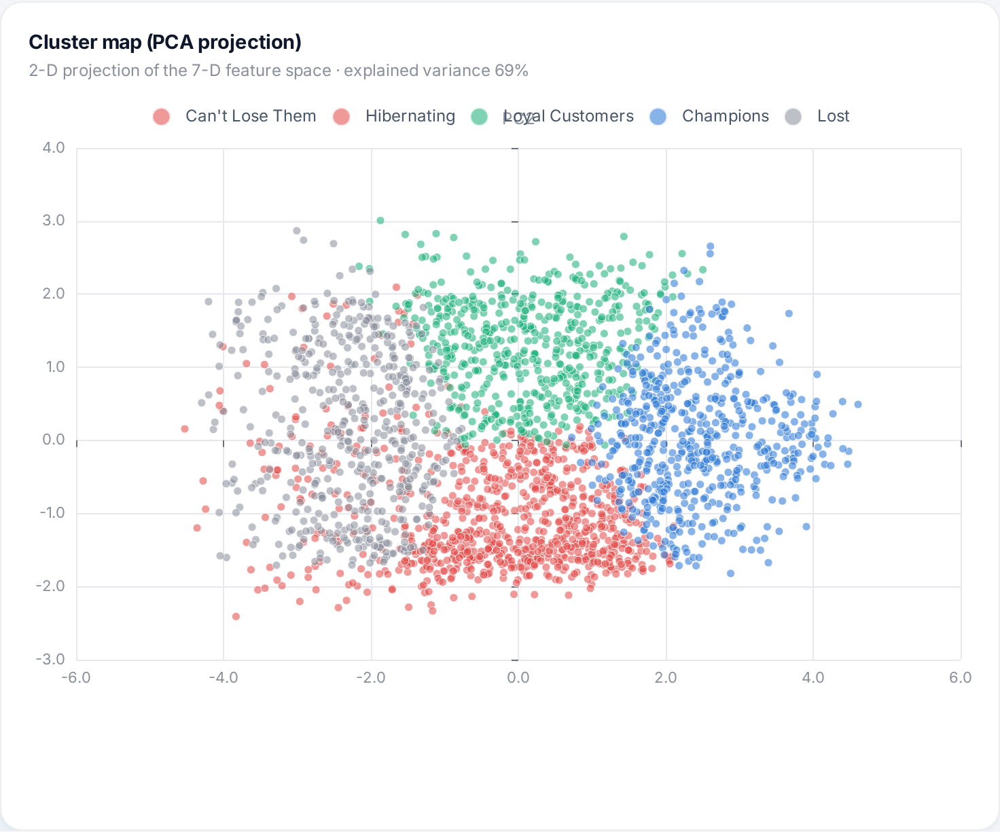 Cluster map (PCA projection)
2-D projection of the 7-D feature space · explained variance 69%
Can't Lose Them Hibernating Loyal Customers Champions Lost
PC2
4.0
3.0
2.0
1.0
0.0
-1.0
-2.0
-3.0
-6.0 -4.0 -2.0 0.0 2.0 4.0 6.0